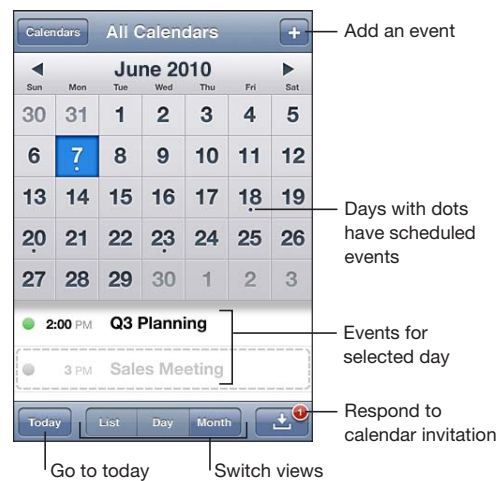 Calendars All Calendars + Add an event
June 2010
Sun Mon Tue Wed Thu Fri Sat
30 31 1 2 3 4 5
6 7 8 9 10 11 12
13 14 15 16 17 18 19
Days with dots
have scheduled
events
20 21 22 23 24 25 26
27 28 29 30 1 2 3
2:00 PM Q3 Planning
3 PM Sales Meeting
Events for
selected day
Today List Day Month 1
Respond to
calendar invitation
Go to today Switch views